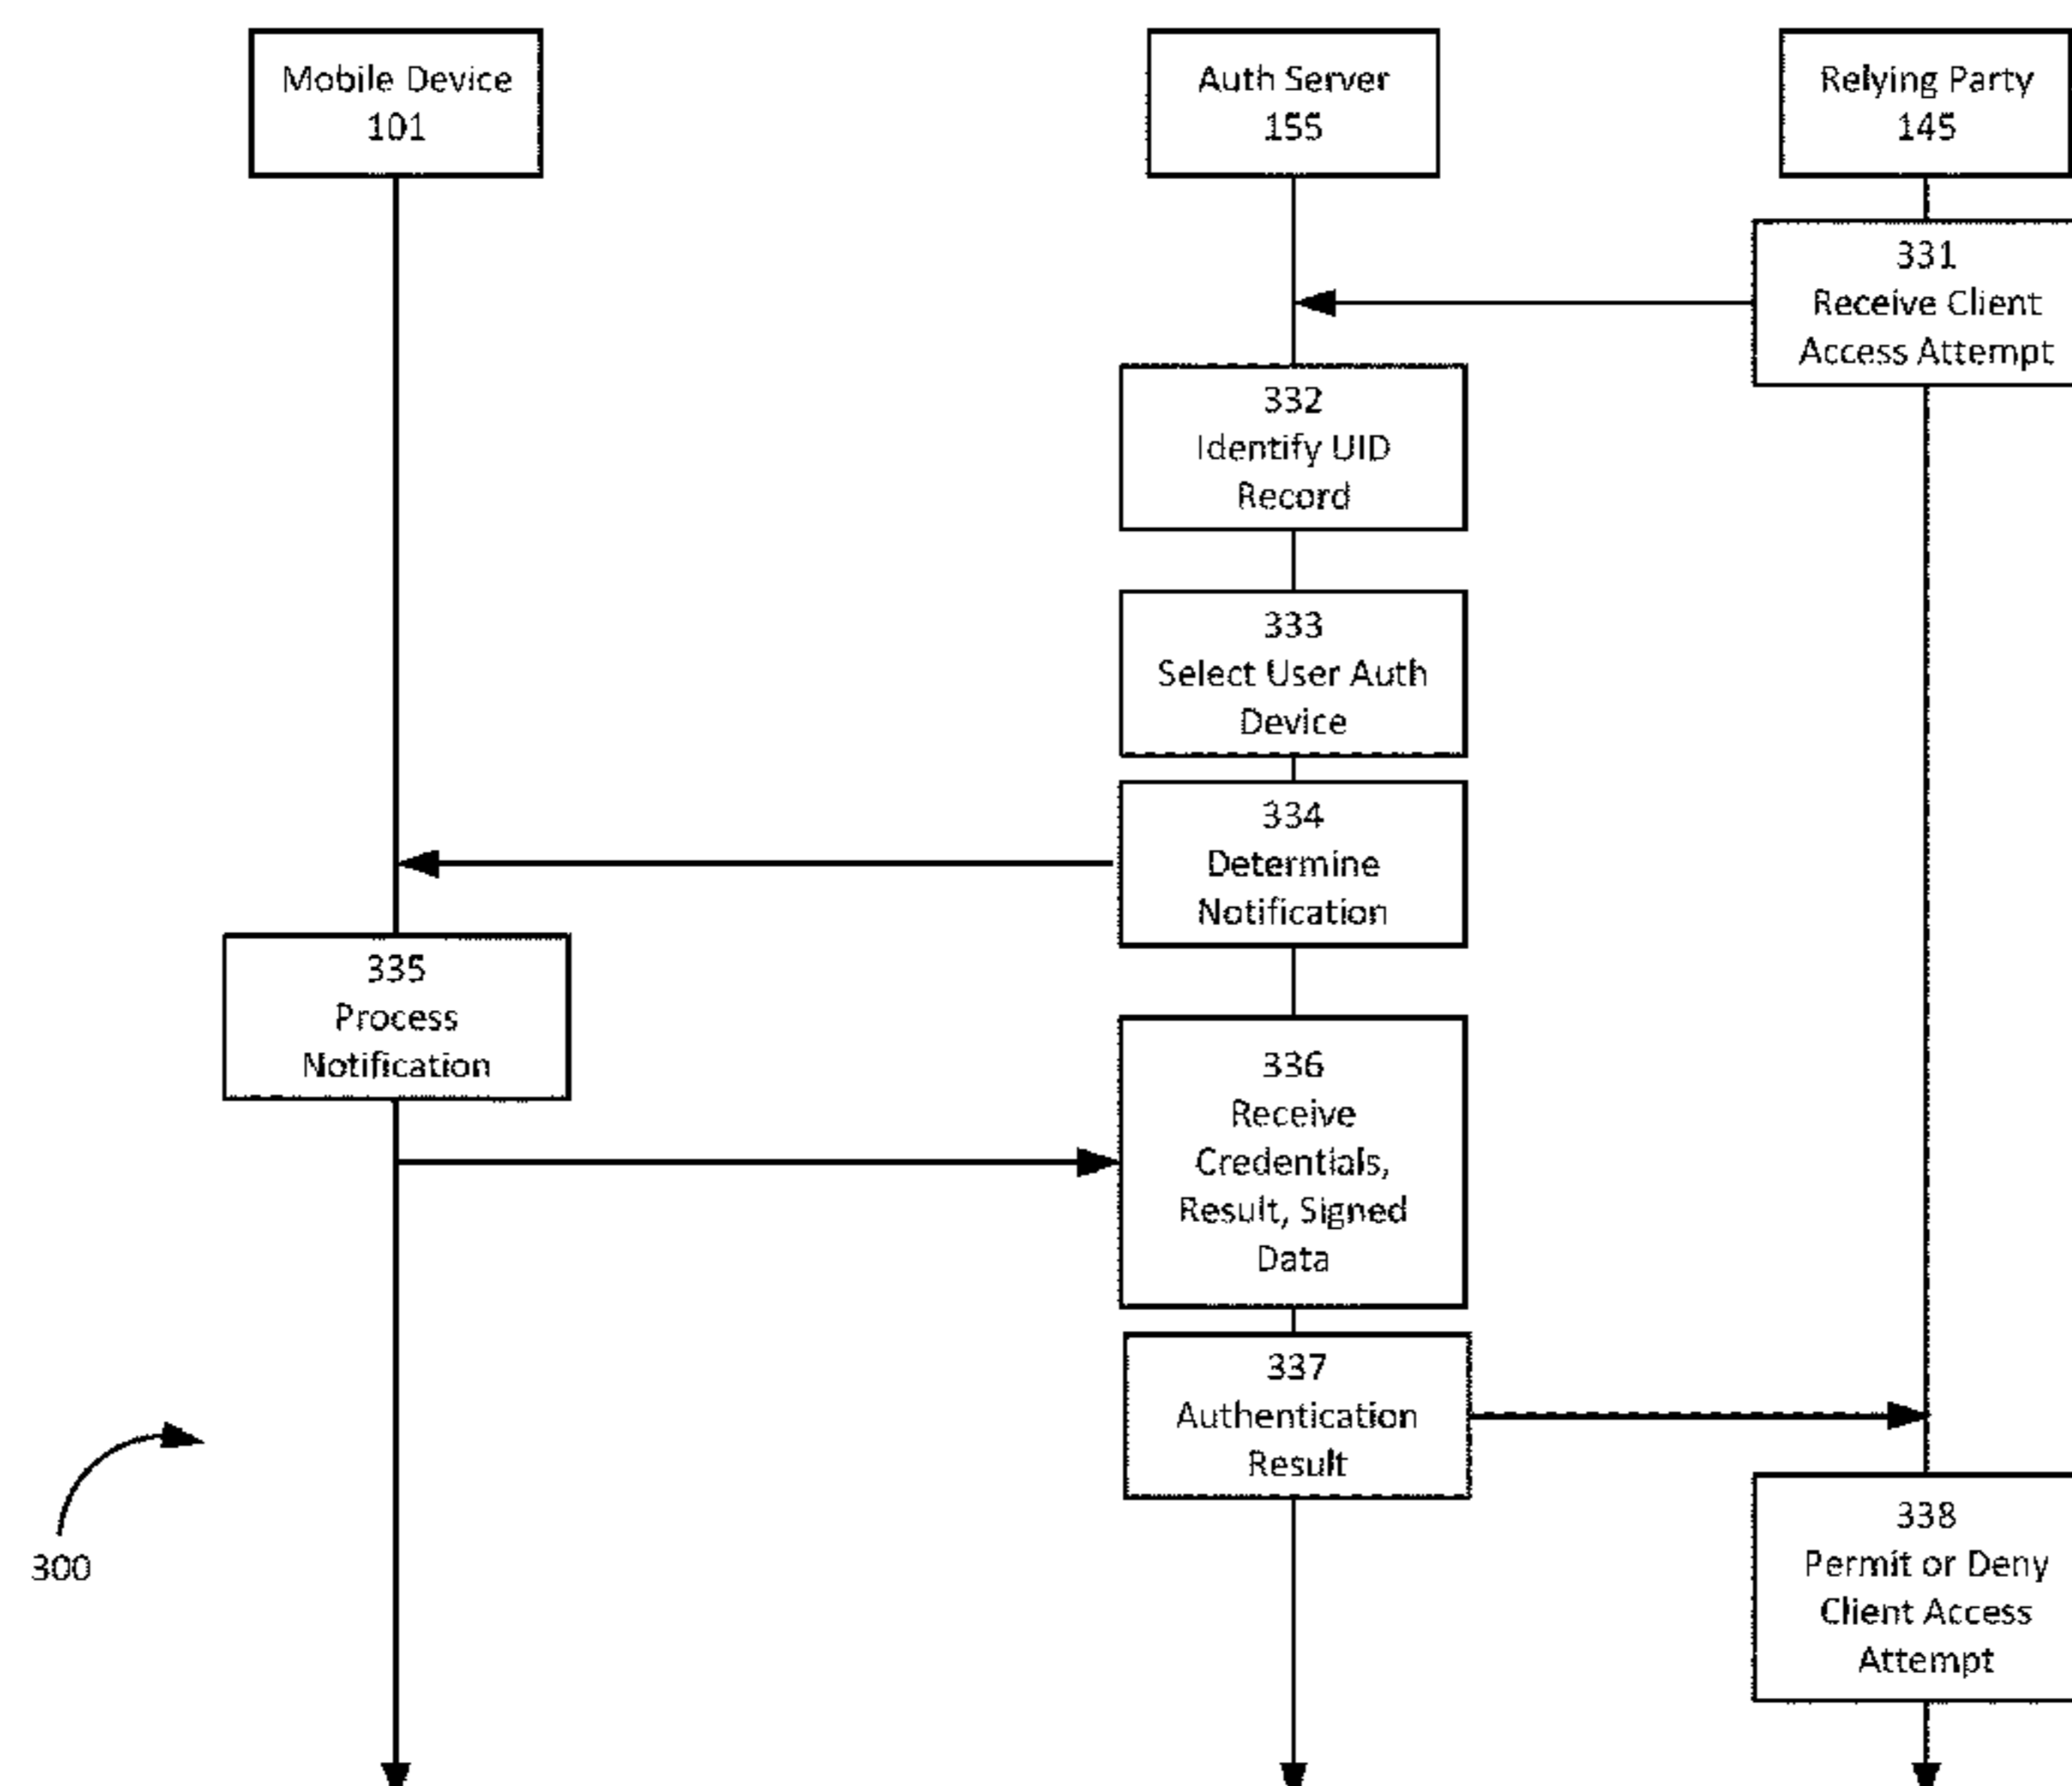 Mobile Device
101
Auth Server
155
Relying Party
145
331
Receive Client
Access Attempt
332
Identify UID
Record
333
Select User Auth
Device
334
Determine
Notification
335
Process
Notification
336
Receive
Credentials,
Result, Signed
Data
337
Authentication
Result
338
Permit or Deny
Client Access
Attempt
300